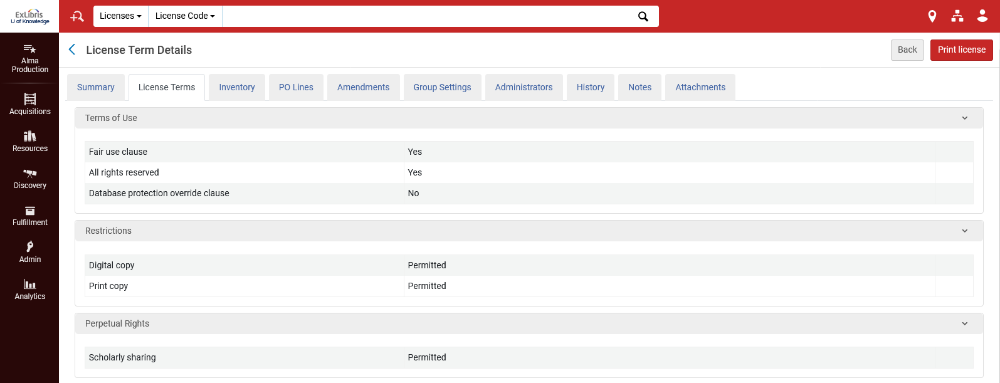 ExLibris
U of Knowledge
Licenses
License Code
Alma
Production
Acquisitions
Resources
Discovery
Fulfillment
Admin
Analytics
License Term Details
Back
Print license
Summary
License Terms
Inventory
PO Lines
Amendments
Group Settings
Administrators
History
Notes
Attachments
Terms of Use
Fair use clause Yes
All rights reserved Yes
Database protection override clause No
Restrictions
Digital copy Permitted
Print copy Permitted
Perpetual Rights
Scholarly sharing Permitted